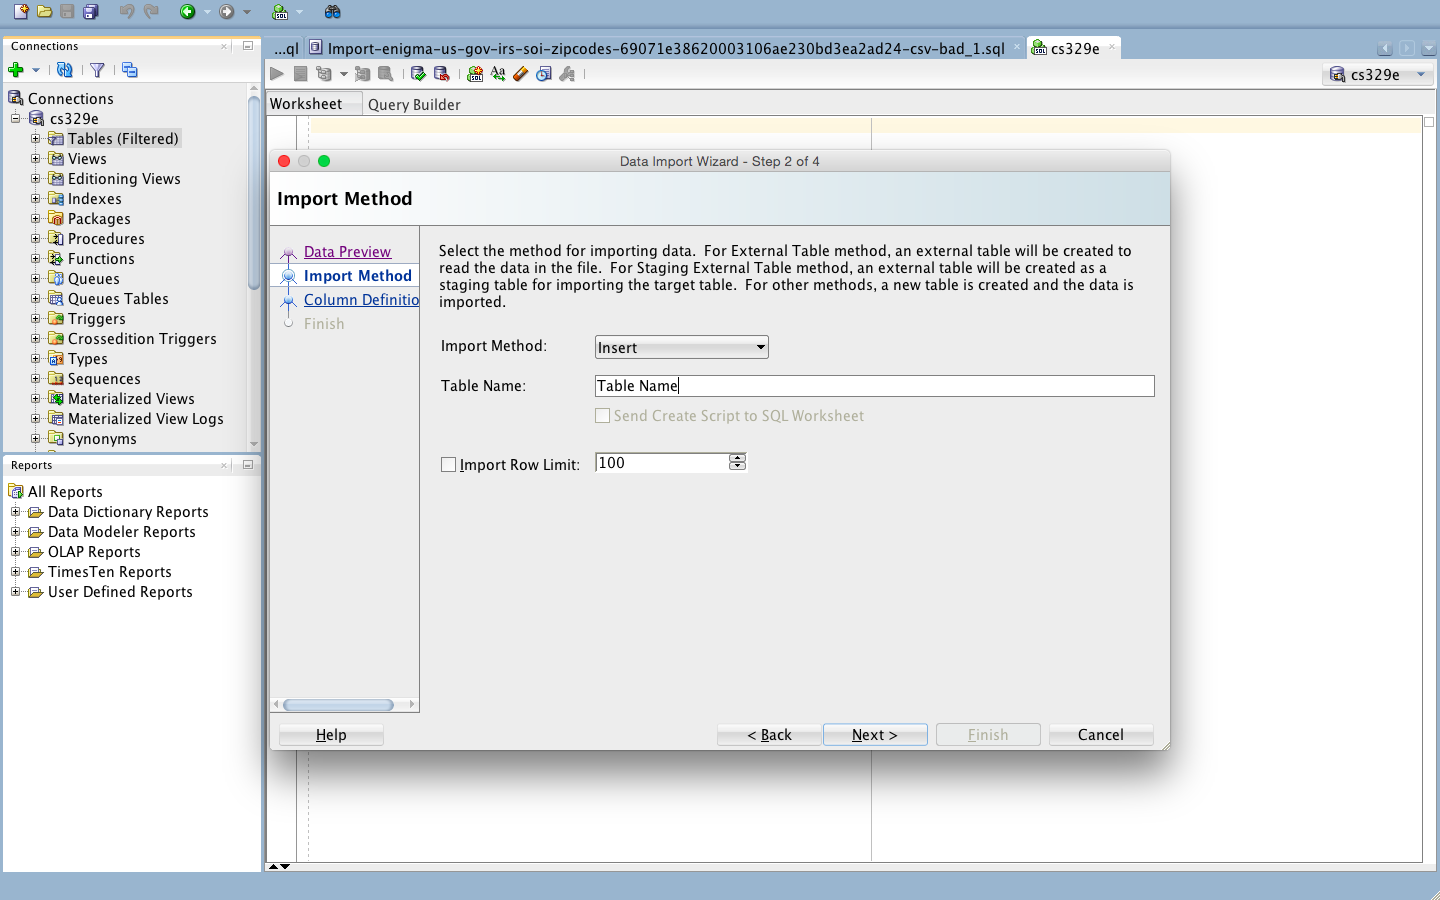 ...ql
Import-enigma-us-gov-irs-soi-zipcodes-69071e38620003106ae230bd3ea2ad24-csv-bad_1.sql
cs329e
cs329e
Worksheet
Query Builder
Connections
Connections
cs329e
Tables (Filtered)
Views
Editioning Views
Indexes
Packages
Procedures
Functions
Queues
Queues Tables
Triggers
Crossedition Triggers
Types
Sequences
Materialized Views
Materialized View Logs
Synonyms
Reports
All Reports
Data Dictionary Reports
Data Modeler Reports
OLAP Reports
TimesTen Reports
User Defined Reports
Data Import Wizard - Step 2 of 4
Import Method
Data Preview
Import Method
Column Definitio
Finish
Select the method for importing data. For External Table method, an external table will be created to
read the data in the file. For Staging External Table method, an external table will be created as a
staging table for importing the target table. For other methods, a new table is created and the data is
imported.
Import Method:
Insert
Table Name:
Table Name
Send Create Script to SQL Worksheet
Import Row Limit:
100
Help
< Back
Next >
Finish
Cancel